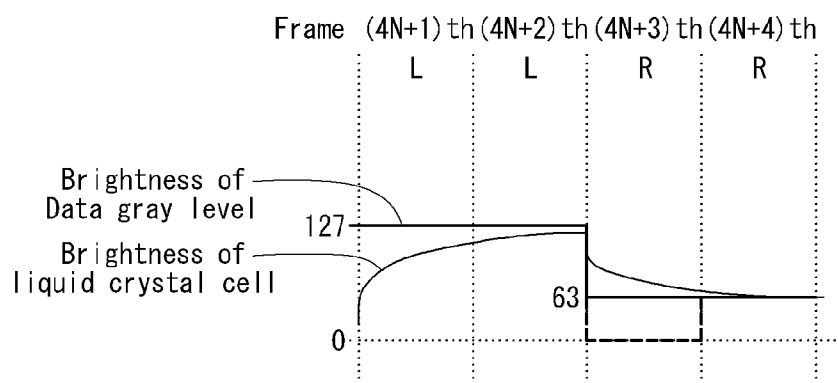 Frame (4N+1)th (4N+2)th (4N+3)th (4N+4)th
L L R R
Brightness of
Data gray level
127
Brightness of
liquid crystal cell
63
0